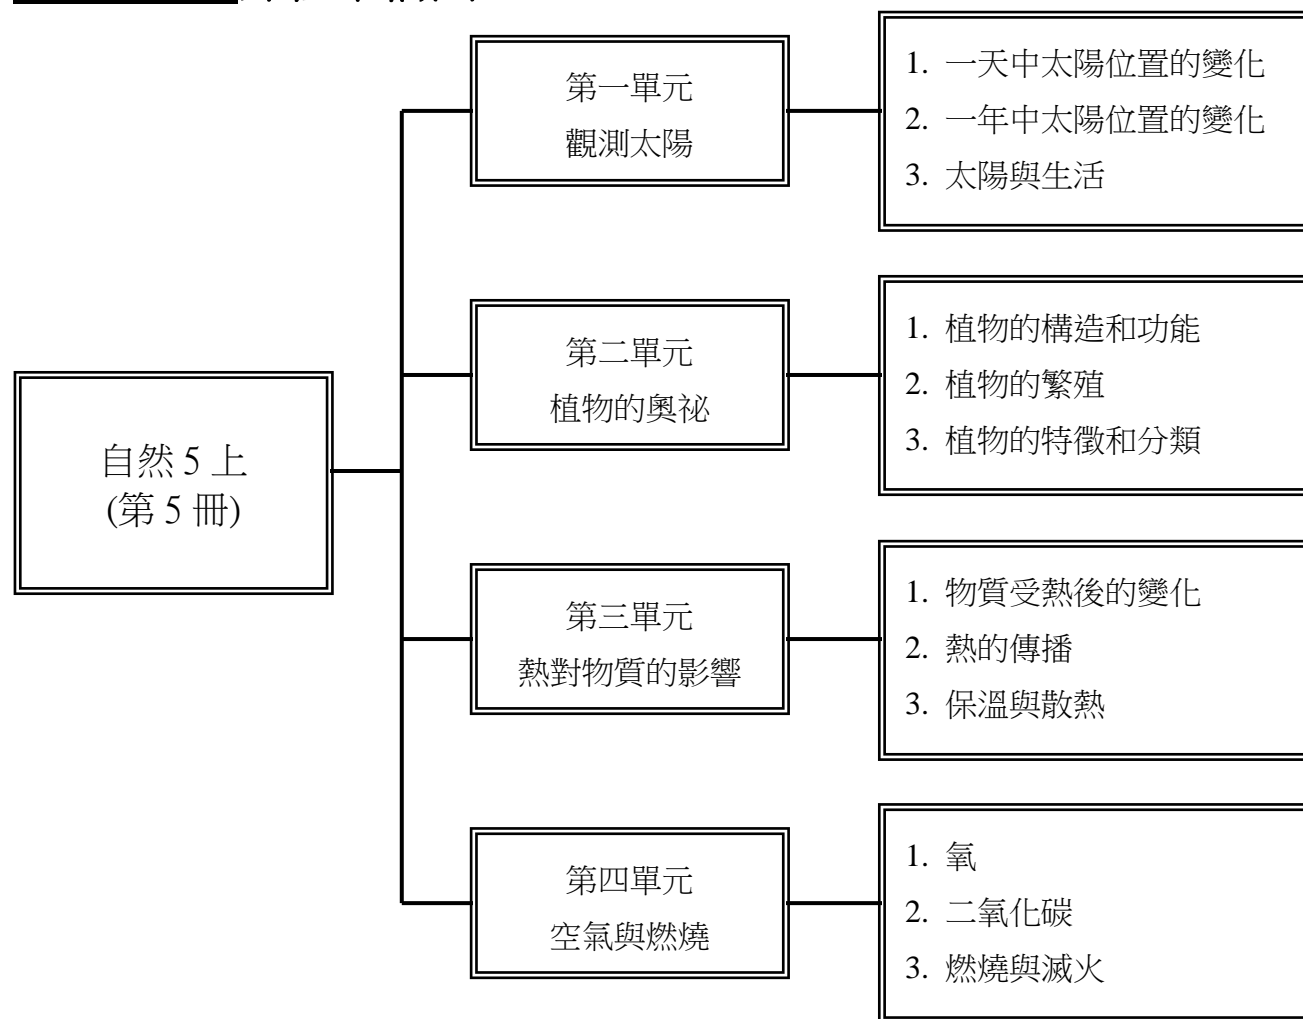 自然 5 上
(第 5 冊)
第一單元
觀測太陽
1. 一天中太陽位置的變化
2. 一年中太陽位置的變化
3. 太陽與生活
第二單元
植物的奧祕
1. 植物的構造和功能
2. 植物的繁殖
3. 植物的特徵和分類
第三單元
熱對物質的影響
1. 物質受熱後的變化
2. 熱的傳播
3. 保溫與散熱
第四單元
空氣與燃燒
1. 氧
2. 二氧化碳
3. 燃燒與滅火